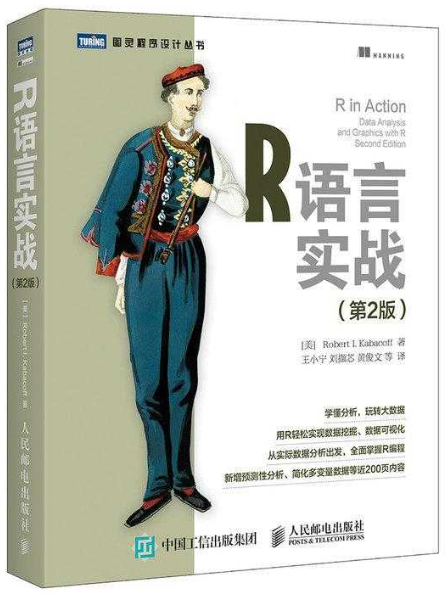 TURING 图灵程序设计丛书
MANNING
R in Action
Data Analysis
and Graphics with R
Second Edition
R语言
实战
(第2版)
[美] Robert I. Kabacoff 著
王小宁 刘撷芯 黄俊文 等 译
学懂分析,玩转大数据
用R轻松实现数据挖掘、数据可视化
从实际数据分析出发,全面掌握R编程
新增预测性分析、简化多变量数据等近200页内容
中国工信出版集团
人民邮电出版社
POSTS & TELECOM PRESS
TURING
R语言实战
(第2版)
[美] Robert I. Kabacoff 著
人民邮电出版社